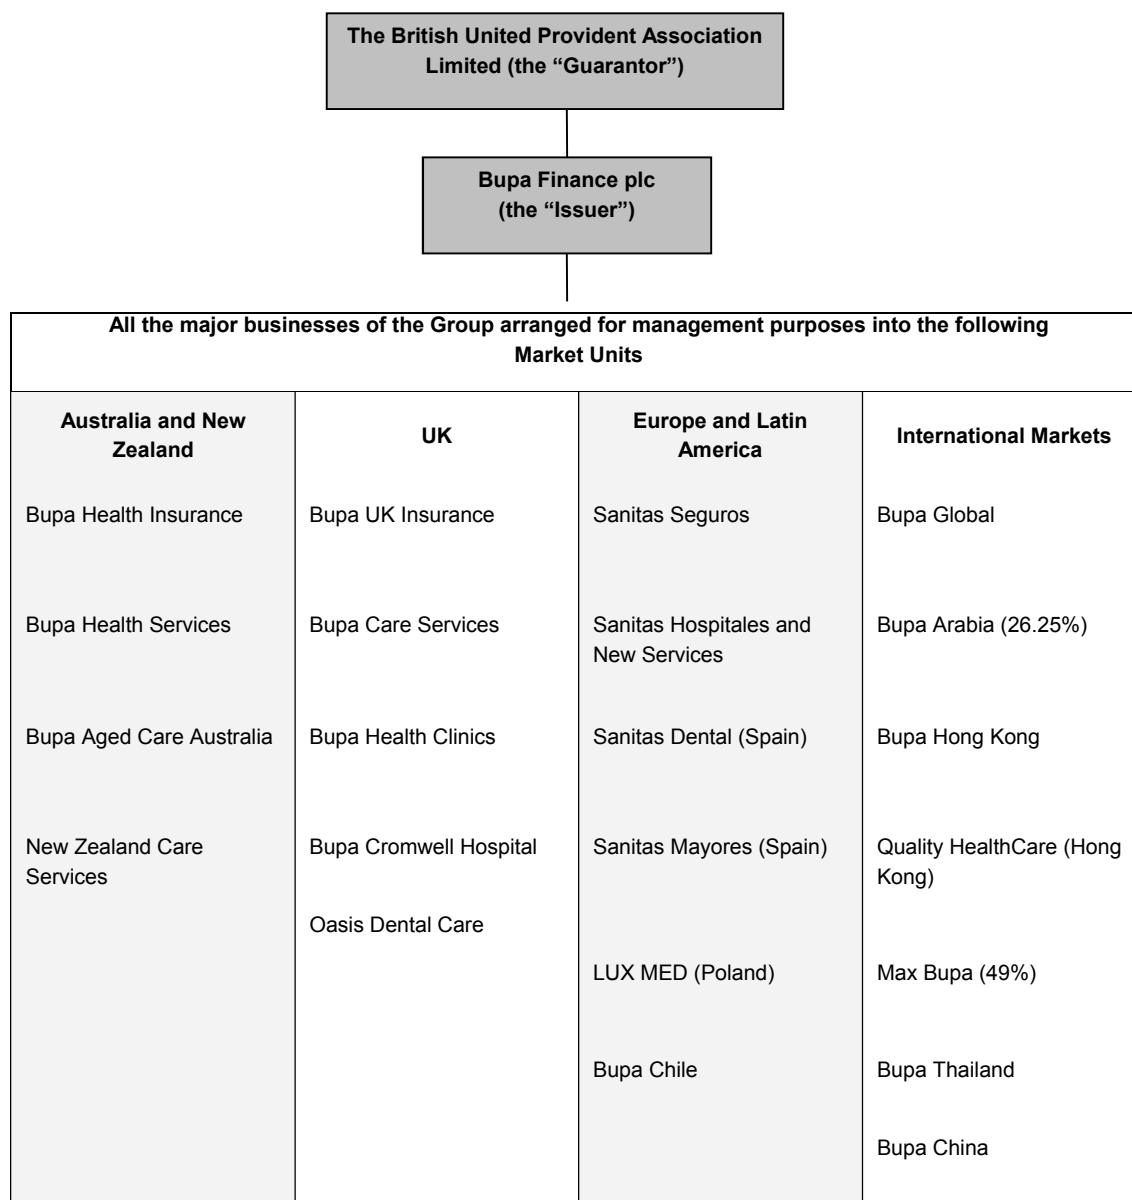 The British United Provident Association
Limited (the “Guarantor”)
Bupa Finance plc
(the “Issuer”)
All the major businesses of the Group arranged for management purposes into the following
Market Units
Australia and New
Zealand
Bupa Health Insurance
Bupa Health Services
Bupa Aged Care Australia
New Zealand Care
Services
UK
Bupa UK Insurance
Bupa Care Services
Bupa Health Clinics
Bupa Cromwell Hospital
Oasis Dental Care
Europe and Latin
America
Sanitas Seguros
Sanitas Hospitales and
New Services
Sanitas Dental (Spain)
Sanitas Mayores (Spain)
LUX MED (Poland)
Bupa Chile
International Markets
Bupa Global
Bupa Arabia (26.25%)
Bupa Hong Kong
Quality HealthCare (Hong
Kong)
Max Bupa (49%)
Bupa Thailand
Bupa China